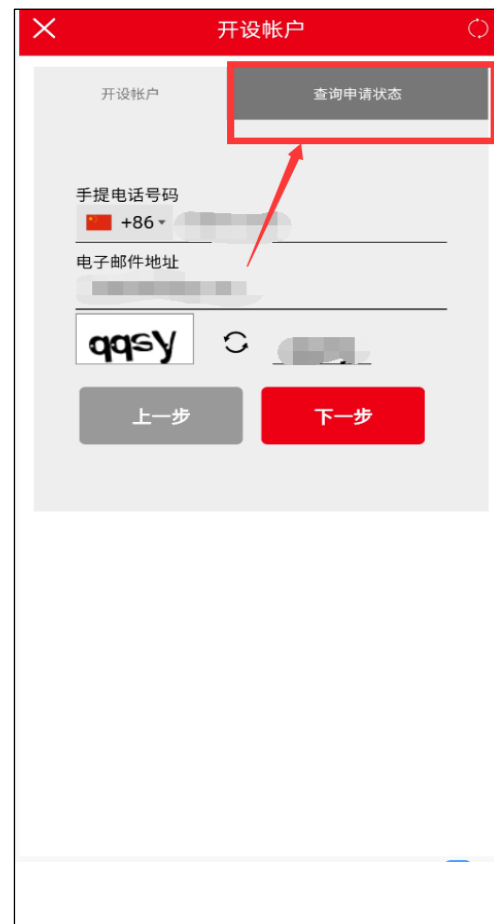 开设帐户
开设帐户 查询申请状态
手提电话号码
+86
电子邮件地址
qqsy
上一步 下一步